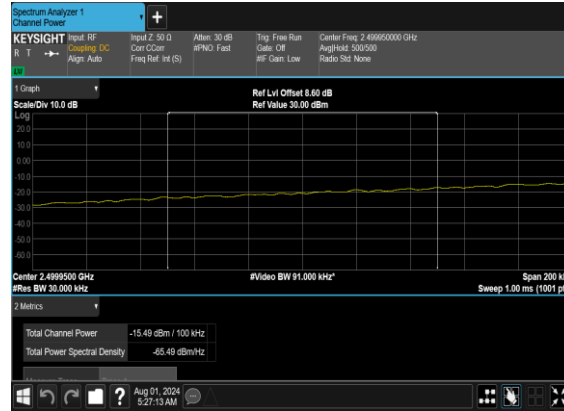 Spectrum Analyzer 1
Channel Power
+
KEYSIGHT Input: RF Input Z: 50 Ω Atten: 30 dB Trig: Free Run Center Freq: 2.499950000 GHz
R T Coupling: DC Corr CCorr #PNO: Fast Gate: Off Avg|Hold: 500/500
Align: Auto Freq Ref: Int (S) #IF Gain: Low Radio Std: None
1 Graph Ref Lvl Offset 8.60 dB
Scale/Div 10.0 dB Ref Value 30.00 dBm
Log
20.0
10.0
0.00
-10.0
-20.0
-30.0
-40.0
-50.0
-60.0
Center 2.4999500 GHz #Video BW 91.000 kHz* Span 200 k
#Res BW 30.000 kHz Sweep 1.00 ms (1001 pt
2 Metrics
Total Channel Power -15.49 dBm / 100 kHz
Total Power Spectral Density -65.49 dBm/Hz
? Aug 01, 2024
5:27:13 AM